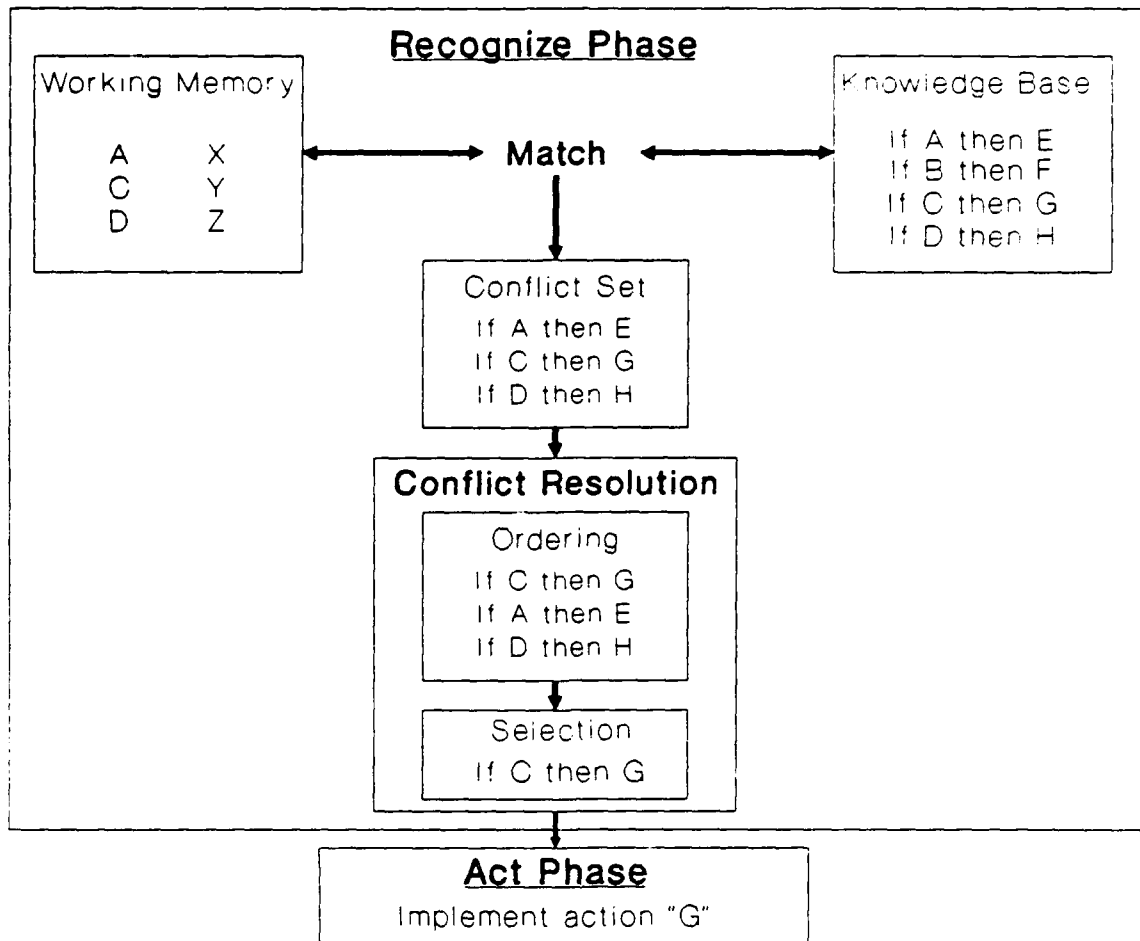 Recognize Phase
Working Memory
A X
C Y
D Z
Match
Knowledge Base
If A then E
If B then F
If C then G
If D then H
Conflict Set
If A then E
If C then G
If D then H
Conflict Resolution
Ordering
If C then G
If A then E
If D then H
Selection
If C then G
Act Phase
Implement action "G"